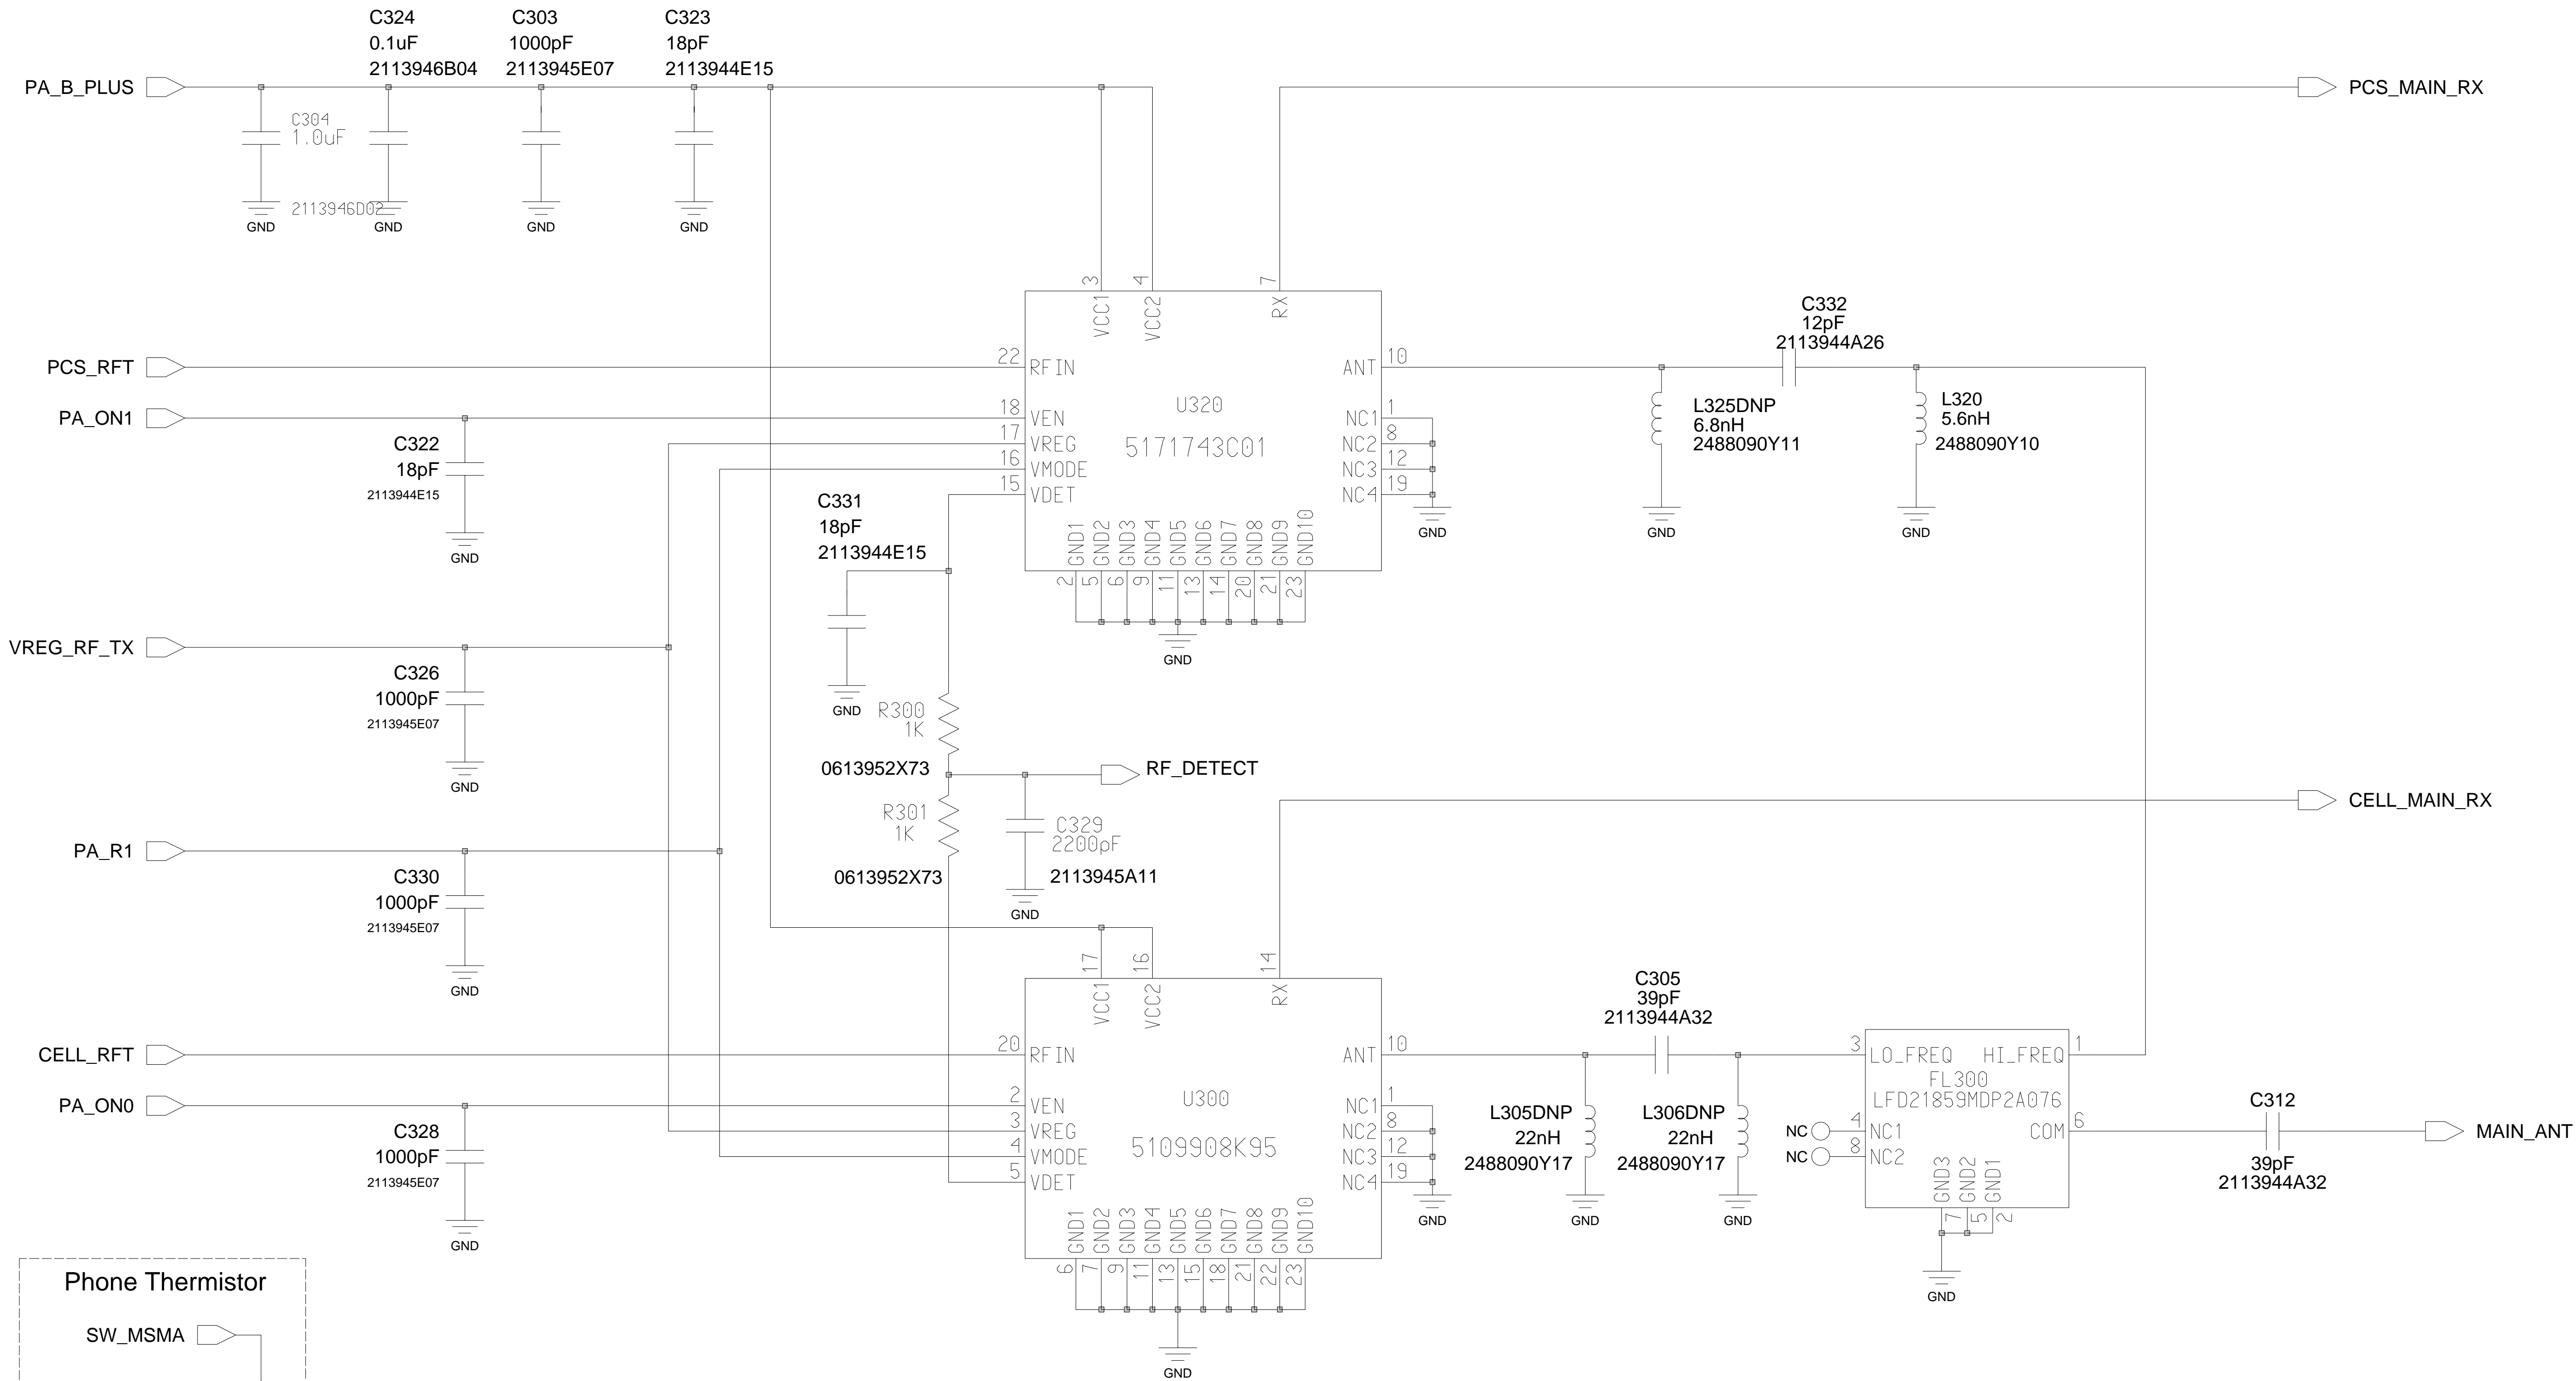 C324
0.1uF
2113946B04
C303
1000pF
2113945E07
C323
18pF
2113944E15
PA_B_PLUS
C304
1.0uF
2113946D02
GND
GND
GND
GND
PCS_MAIN_RX
3
VCC1
4
VCC2
7
RX
PCS_RFT
22
RFIN
PA_ON1
18
VEN
17
VREG
16
VMODE
15
VDET
U320
5171743C01
ANT
10
NC1
1
NC2
8
NC3
12
NC4
19
GND
GND1
GND2
GND3
GND4
GND5
GND6
GND7
GND8
GND9
GND10
2
5
6
9
11
13
14
20
21
23
GND
C332
12pF
2113944A26
L325DNP
6.8nH
2488090Y11
GND
L320
5.6nH
2488090Y10
GND
C322
18pF
2113944E15
GND
C331
18pF
2113944E15
GND
VREG_RF_TX
C326
1000pF
2113945E07
GND
R300
1K
0613952X73
RF_DETECT
R301
1K
0613952X73
C329
2200pF
2113945A11
GND
CELL_MAIN_RX
PA_R1
C330
1000pF
2113945E07
GND
17
VCC1
16
VCC2
14
RX
CELL_RFT
20
RFIN
PA_ON0
2
VEN
3
VREG
4
VMODE
5
VDET
U300
5109908K95
ANT
10
NC1
1
NC2
8
NC3
12
NC4
19
GND
GND1
GND2
GND3
GND4
GND5
GND6
GND7
GND8
GND9
GND10
6
7
9
11
13
15
18
21
22
23
GND
C328
1000pF
2113945E07
GND
C305
39pF
2113944A32
L305DNP
22nH
2488090Y17
GND
L306DNP
22nH
2488090Y17
GND
3
LO_FREQ
HI_FREQ
1
FL300
LFD21859MDP2A076
NC
4
NC1
NC
8
NC2
COM
6
GND3
GND2
GND1
7
5
2
GND
C312
39pF
2113944A32
MAIN_ANT
Phone Thermistor
SW_MSMA